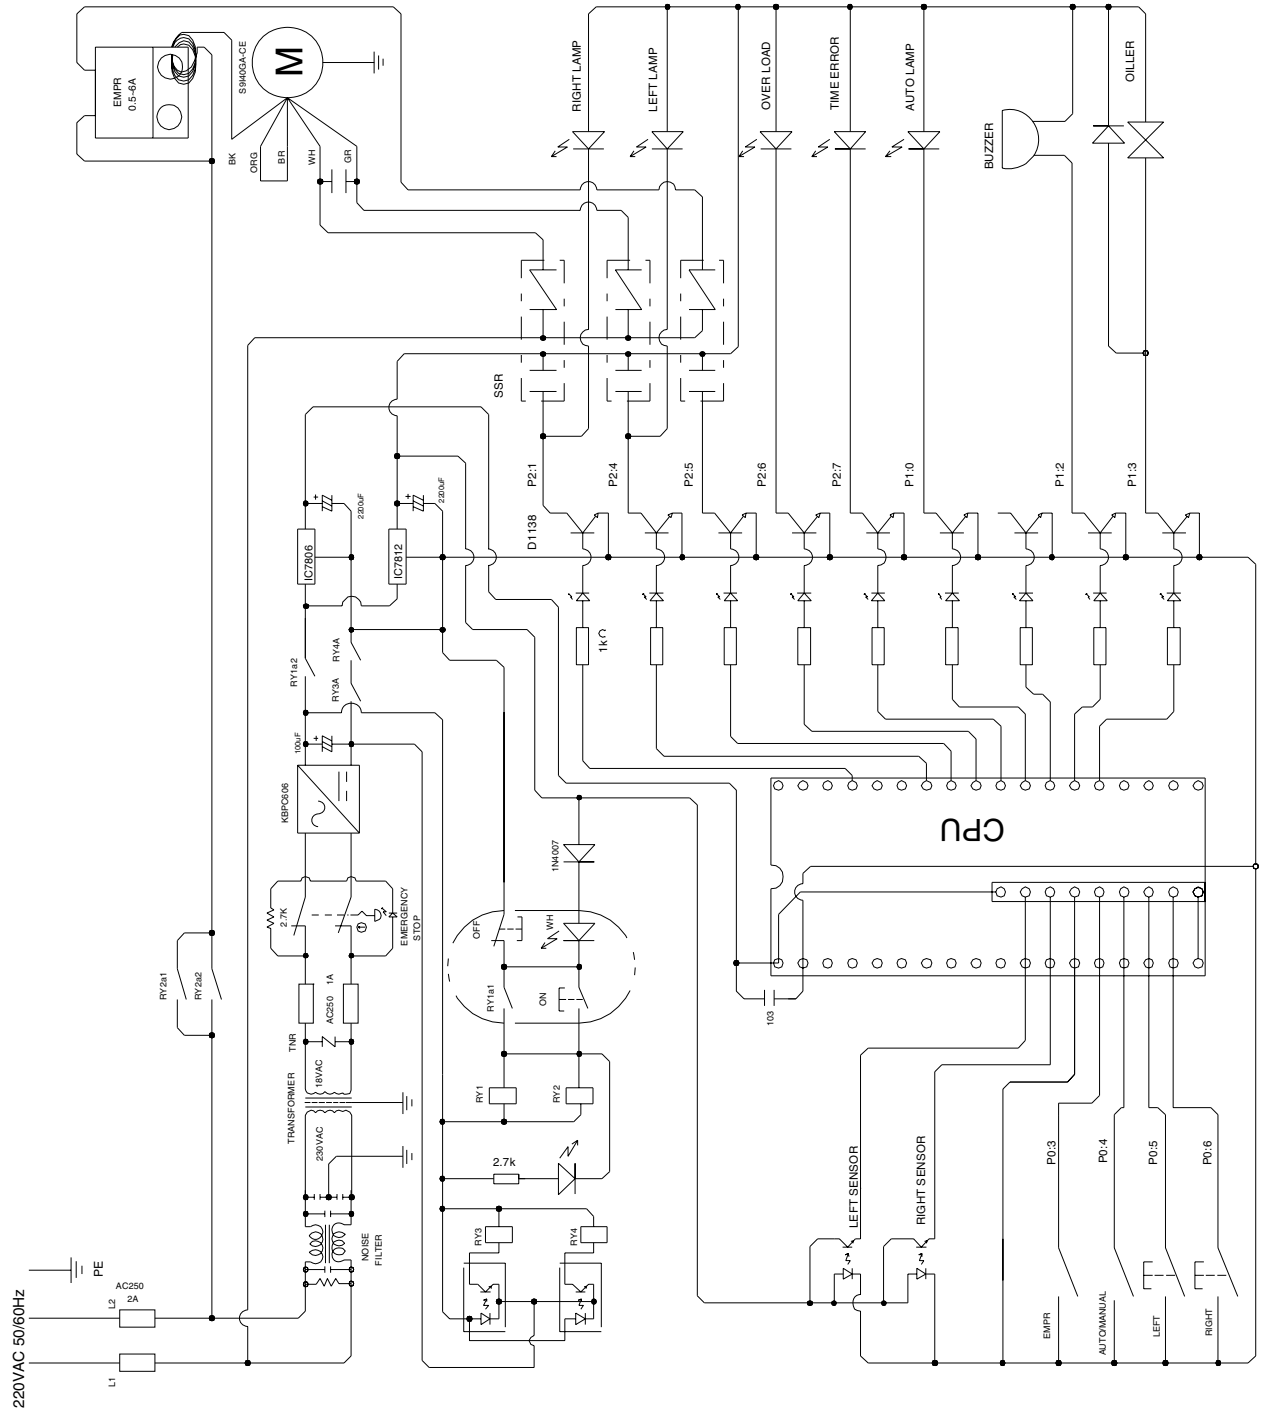 EMPR
0.5~6A
S9I40GA-CE
M
BK
ORG
BR
WH
GR
RIGHT LAMP
LEFT LAMP
OVER LOAD
TIME ERROR
AUTO LAMP
BUZZER
OILLER
SSR
P2:1
P2:4
P2:5
P2:6
P2:7
P1:0
P1:2
P1:3
D1138
1kΩ
2200uF
2200uF
IC7806
IC7812
RY1a2
RY4A
RY3A
100uF
KBPC606
2.7K
EMERGENCY
STOP
RY2a1
RY2a2
AC250 1A
TNR
TRANSFORMER
18VAC
230VAC
NOISE
FILTER
1N4007
OFF
WH
RY1a1
ON
RY1
RY2
2.7k
RY3
RY4
CPU
103
LEFT SENSOR
RIGHT SENSOR
P0:3
P0:4
P0:5
P0:6
EMPR
AUTO/MANUAL
LEFT
RIGHT
PE
AC250
2A
L2
L1
220VAC 50/60Hz